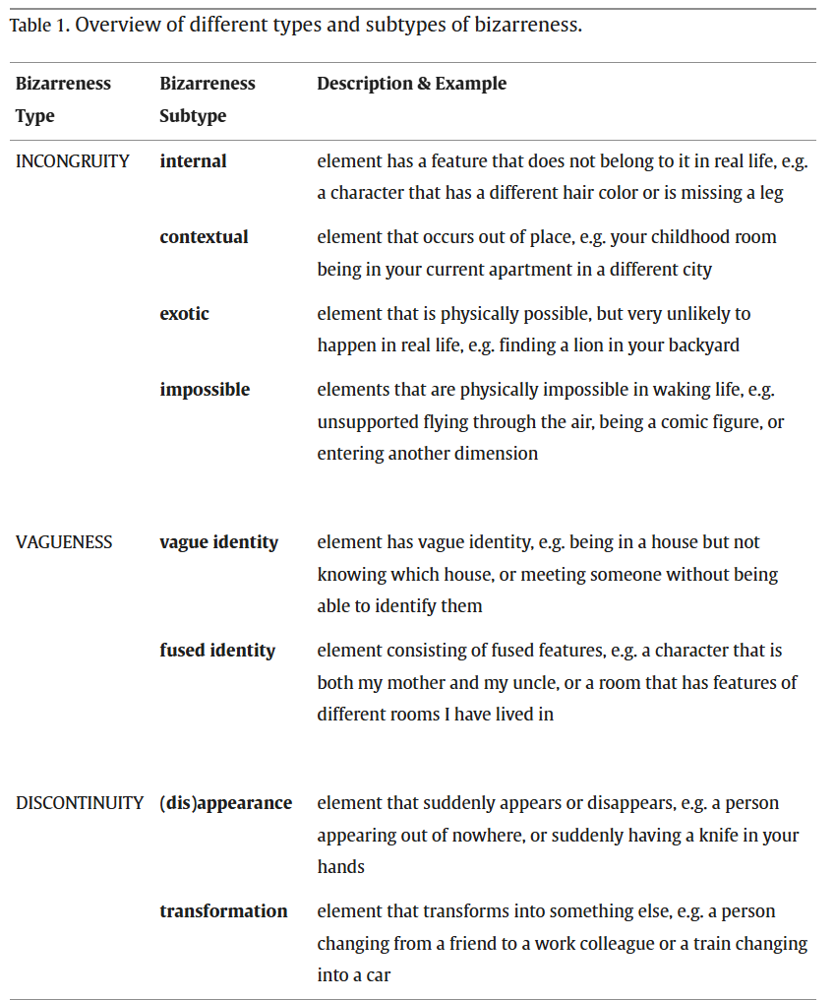 Table 1. Overview of different types and subtypes of bizarreness.
Bizarreness Bizarreness Description & Example
Type Subtype
INCONGRUITY internal element has a feature that does not belong to it in real life, e.g.
a character that has a different hair color or is missing a leg
contextual element that occurs out of place, e.g. your childhood room
being in your current apartment in a different city
exotic element that is physically possible, but very unlikely to
happen in real life, e.g. finding a lion in your backyard
impossible elements that are physically impossible in waking life, e.g.
unsupported flying through the air, being a comic figure, or
entering another dimension
VAGUENESS vague identity element has vague identity, e.g. being in a house but not
knowing which house, or meeting someone without being
able to identify them
fused identity element consisting of fused features, e.g. a character that is
both my mother and my uncle, or a room that has features of
different rooms I have lived in
DISCONTINUITY (dis)appearance element that suddenly appears or disappears, e.g. a person
appearing out of nowhere, or suddenly having a knife in your
hands
transformation element that transforms into something else, e.g. a person
changing from a friend to a work colleague or a train changing
into a car